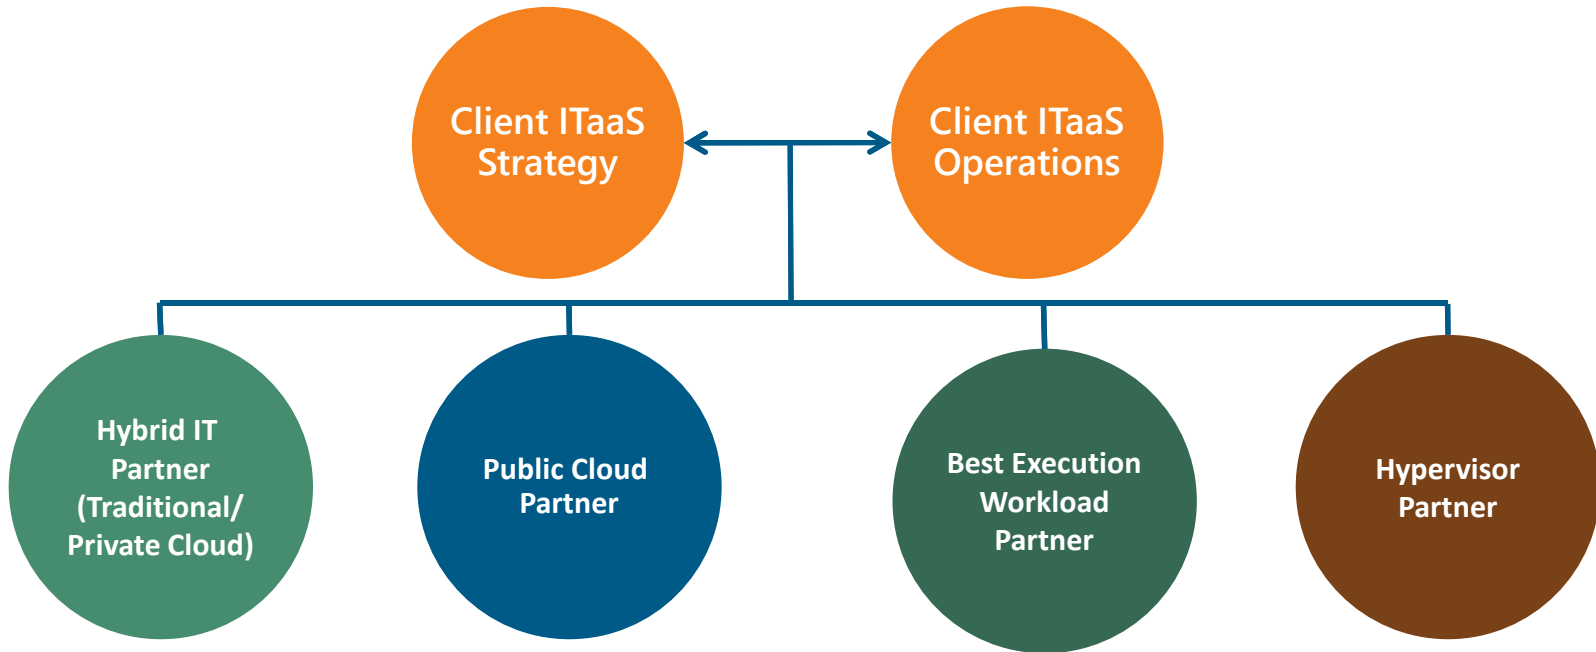 Client ITaaS
Strategy
Client ITaaS
Operations
Hybrid IT
Partner
(Traditional/
Private Cloud)
Public Cloud
Partner
Best Execution
Workload
Partner
Hypervisor
Partner